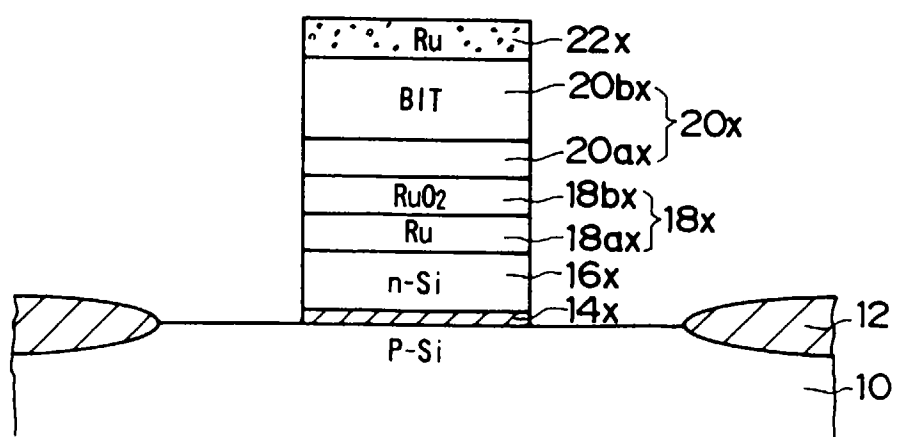 Ru 22x
BIT 20bx
20x
20ax
RuO2 18bx
18x
Ru 18ax
n-Si 16x
14x
12
P-Si
10